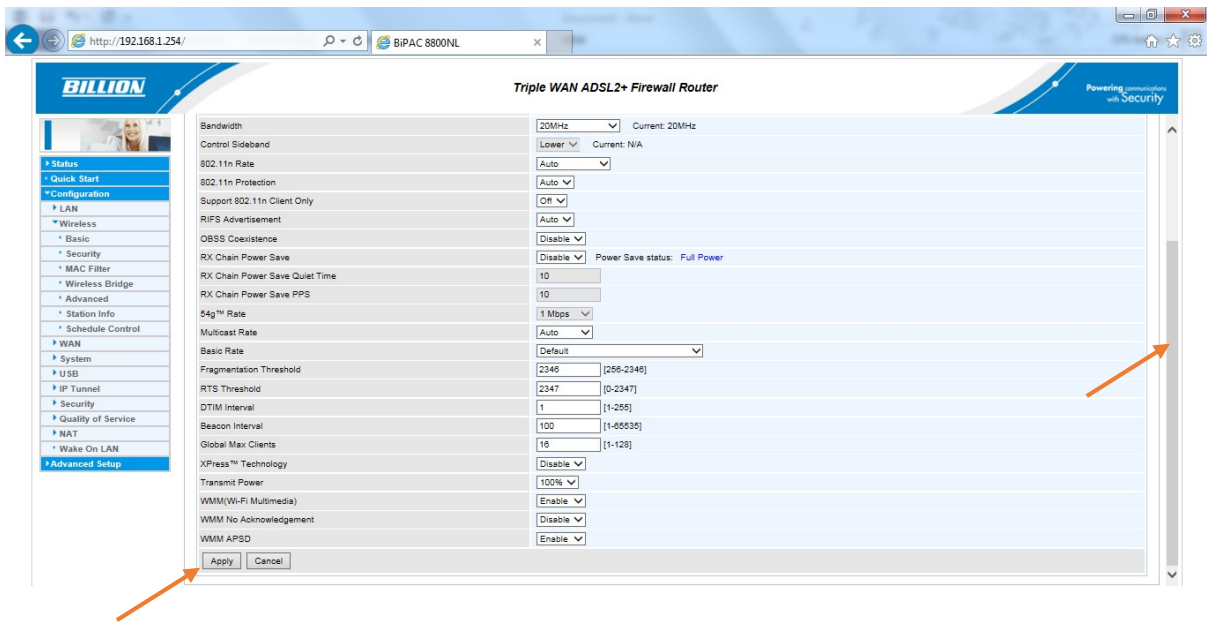 http://192.168.1.254/
BiPAC 8800NL
BILLION
Triple WAN ADSL2+ Firewall Router
Powering communications
with Security
Status
Quick Start
Configuration
LAN
Wireless
Basic
Security
MAC Filter
Wireless Bridge
Advanced
Station Info
Schedule Control
WAN
System
USB
IP Tunnel
Security
Quality of Service
NAT
Wake On LAN
Advanced Setup
Bandwidth 20MHz Current: 20MHz
Control Sideband Lower Current: N/A
802.11n Rate Auto
802.11n Protection Auto
Support 802.11n Client Only Off
RIFS Advertisement Auto
OBSS Coexistence Disable
RX Chain Power Save Disable Power Save status: Full Power
RX Chain Power Save Quiet Time 10
RX Chain Power Save PPS 10
54g™ Rate 1 Mbps
Multicast Rate Auto
Basic Rate Default
Fragmentation Threshold 2346 [256-2346]
RTS Threshold 2347 [0-2347]
DTIM Interval 1 [1-255]
Beacon Interval 100 [1-65535]
Global Max Clients 16 [1-128]
XPress™ Technology Disable
Transmit Power 100%
WMM(Wi-Fi Multimedia) Enable
WMM No Acknowledgement Disable
WMM APSD Enable
Apply Cancel